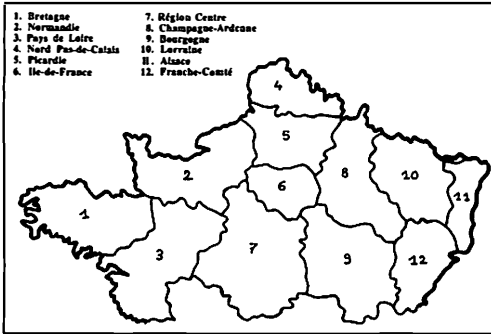 1. Bretagne
2. Normandie
3. Pays de Loire
4. Nord Pas-de-Calais
5. Picardie
6. Ile-de-France
7. Région Centre
8. Champagne-Ardenne
9. Bourgogne
10. Lorraine
11. Alsace
12. Franche-Comté
4
5
2
6
8
10
11
1
3
7
9
12